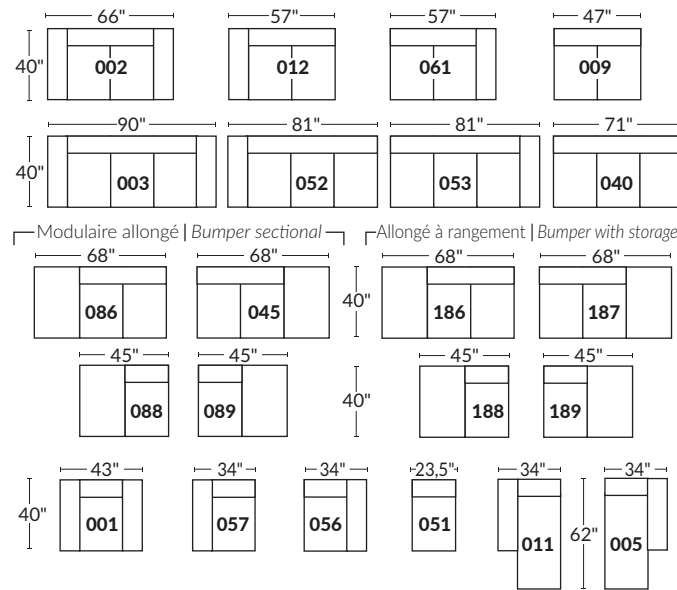 66" 57" 57" 47"
40" 002 012 061 009
90" 81" 81" 71"
40" 003 052 053 040
Modulaire allongé | Bumper sectional Allongé à rangement | Bumper with storage
68" 68" 68" 68"
40"
086 045 186 187
45" 45" 45" 45"
40"
088 089 188 189
43" 34" 34" 23,5" 34" 34"
40" 001 057 056 051 011 62" 005